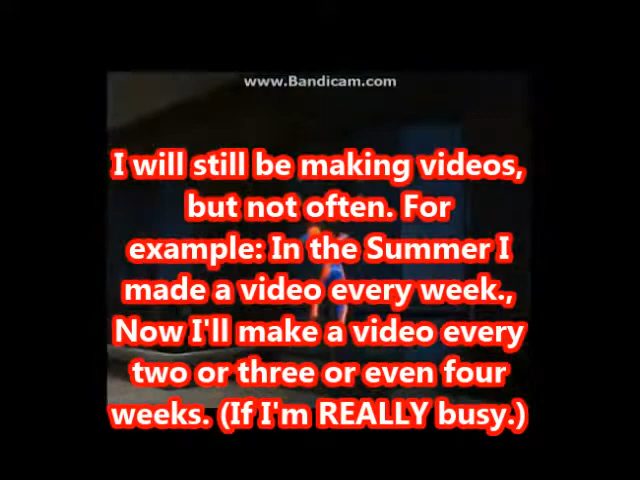 www.Bandicam.com
I will still be making videos,
but not often. For
example: In the Summer I
made a video every week.,
Now I'll make a video every
two or three or even four
weeks. (If I'm REALLY busy.)